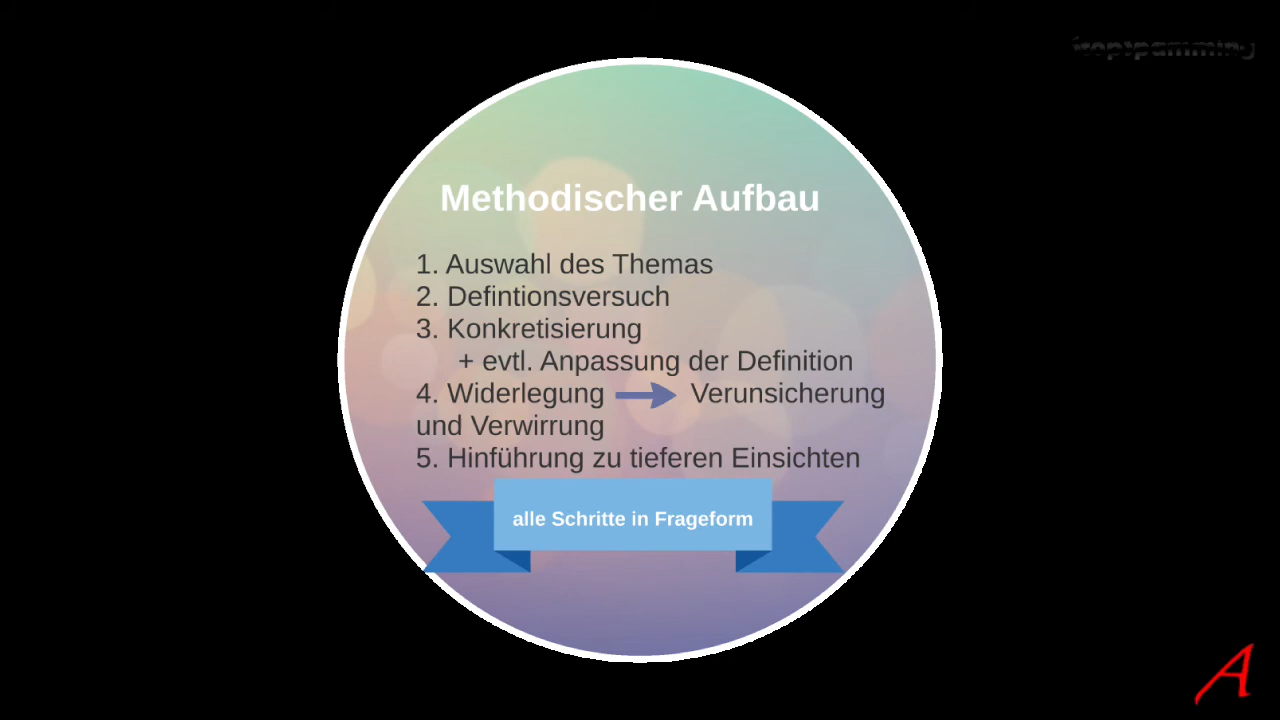 Methodischer Aufbau
1. Auswahl des Themas
2. Defintionsversuch
3. Konkretisierung
+ evtl. Anpassung der Definition
4. Widerlegung Verunsicherung
und Verwirrung
5. Hinführung zu tieferen Einsichten
alle Schritte in Frageform
A